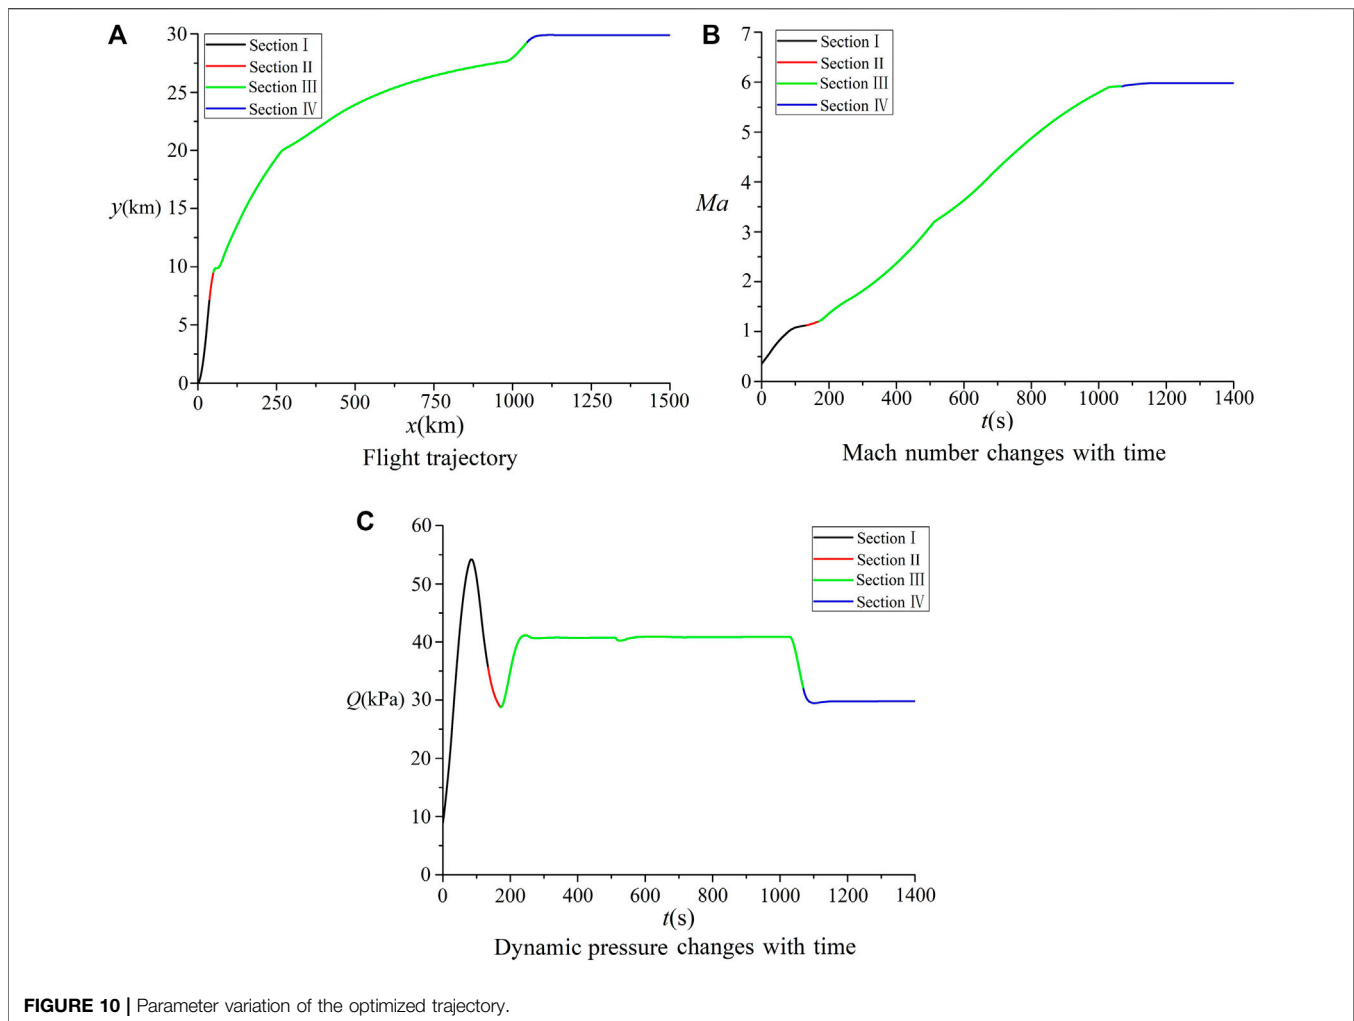 A
30
25
20
15
10
5
0
y(km)
Section Ⅰ
Section II
Section III
Section Ⅳ
0 250 500 750 1000 1250 1500
x(km)
Flight trajectory
B
7
6
5
4
3
2
1
0
Ma
Section Ⅰ
Section II
Section III
Section Ⅳ
0 200 400 600 800 1000 1200 1400
t(s)
Mach number changes with time
C
60
50
40
30
20
10
0
Q(kPa)
Section Ⅰ
Section II
Section III
Section Ⅳ
0 200 400 600 800 1000 1200 1400
t(s)
Dynamic pressure changes with time
FIGURE 10 | Parameter variation of the optimized trajectory.